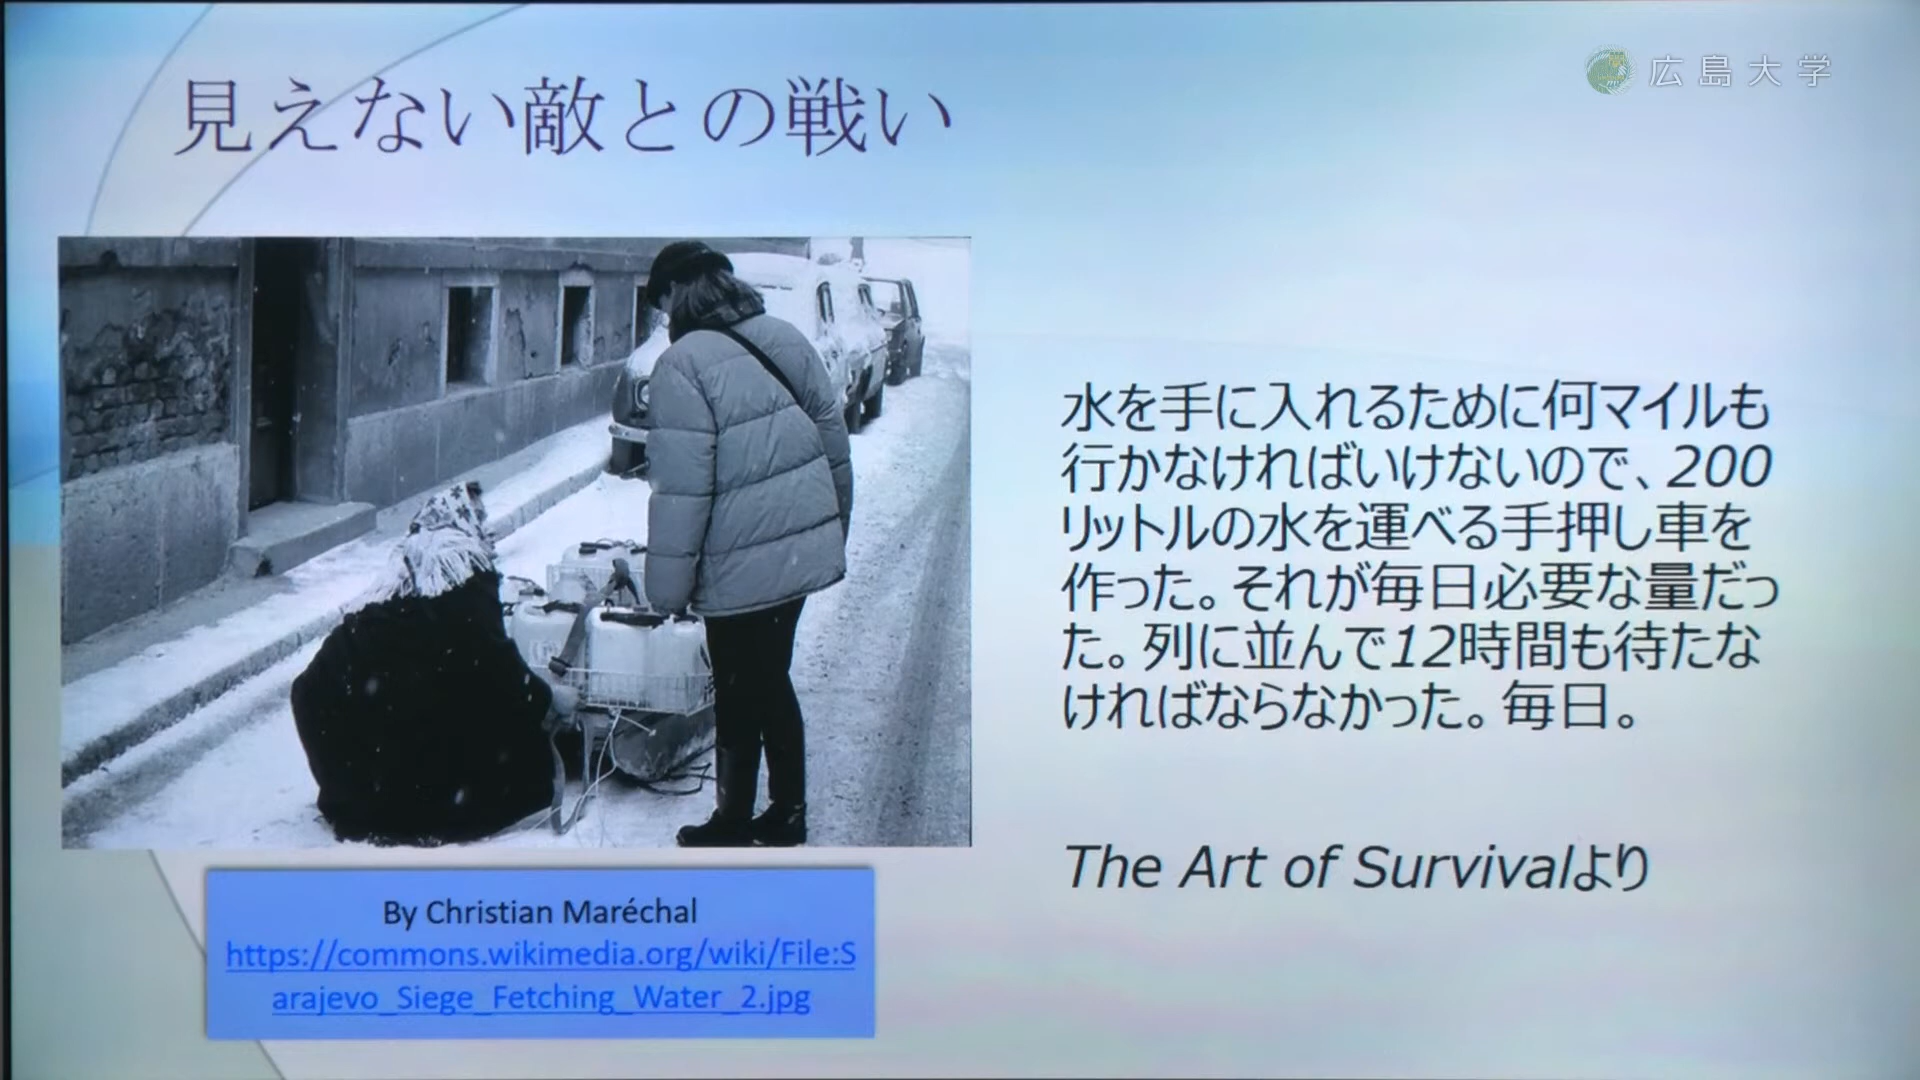 広島大学
見えない敵との戦い
水を手に入れるために何マイルも
行かなければいけないので、200
リットルの水を運べる手押し車を
作った。それが毎日必要な量だっ
た。列に並んで12時間も待たな
ければならなかった。毎日。
The Art of Survivalより
By Christian Maréchal
https://commons.wikimedia.org/wiki/File:S
arajevo_Siege_Fetching_Water_2.jpg